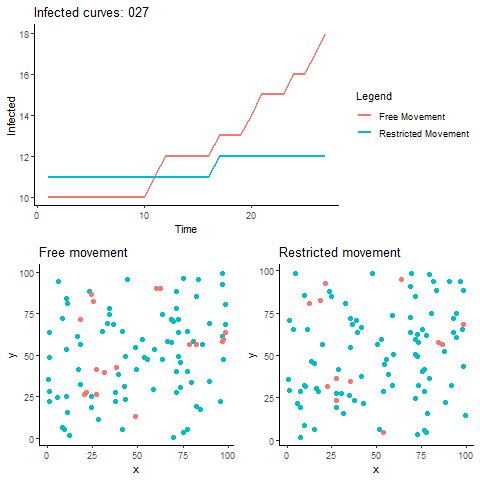 Infected curves: 027
18
16
14
12
10
Infected
0
20
Time
Legend
Free Movement
Restricted Movement
Free movement
100
75
50
25
0
y
0
25
50
75
100
x
Restricted movement
100
75
50
25
0
y
0
25
50
75
100
x